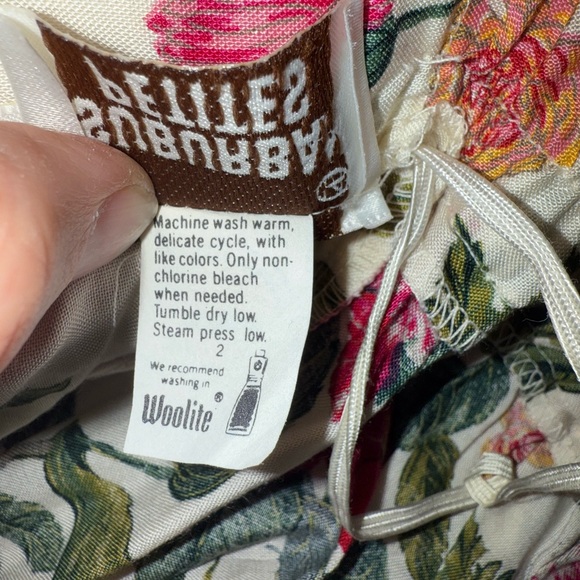 SUBURBAN
PETITES
Machine wash warm,
delicate cycle, with
like colors. Only non-
chlorine bleach
when needed.
Tumble dry low.
Steam press low.
2
We recommend
washing in
Woolite®